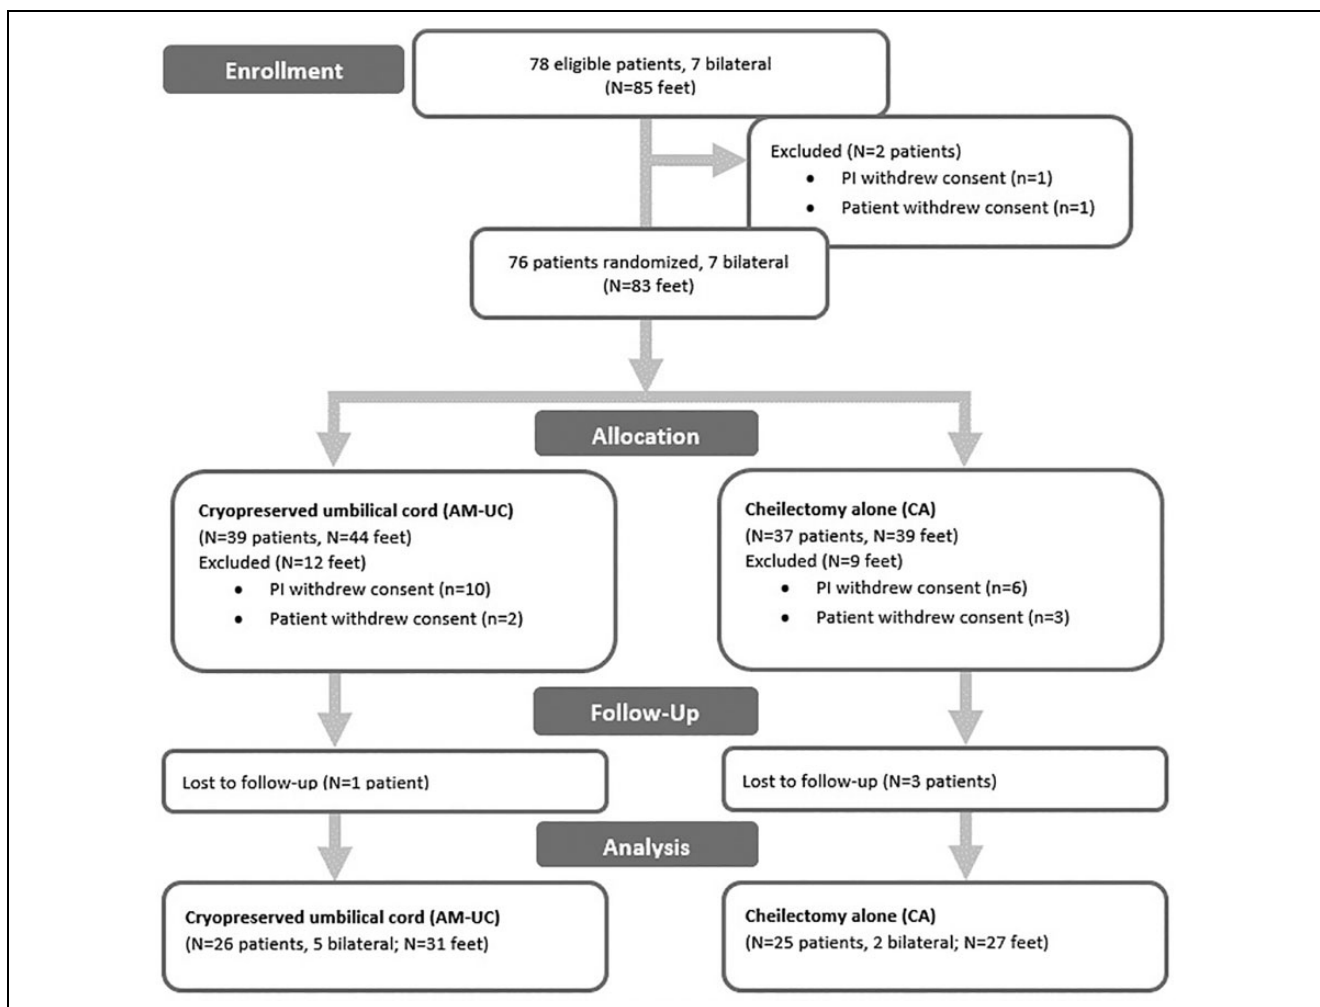 Enrollment
78 eligible patients, 7 bilateral
(N=85 feet)
Excluded (N=2 patients)
• PI withdrew consent (n=1)
• Patient withdrew consent (n=1)
76 patients randomized, 7 bilateral
(N=83 feet)
Allocation
Cryopreserved umbilical cord (AM-UC)
(N=39 patients, N=44 feet)
Excluded (N=12 feet)
• PI withdrew consent (n=10)
• Patient withdrew consent (n=2)
Cheilectomy alone (CA)
(N=37 patients, N=39 feet)
Excluded (N=9 feet)
• PI withdrew consent (n=6)
• Patient withdrew consent (n=3)
Follow-Up
Lost to follow-up (N=1 patient)
Lost to follow-up (N=3 patients)
Analysis
Cryopreserved umbilical cord (AM-UC)
(N=26 patients, 5 bilateral; N=31 feet)
Cheilectomy alone (CA)
(N=25 patients, 2 bilateral; N=27 feet)